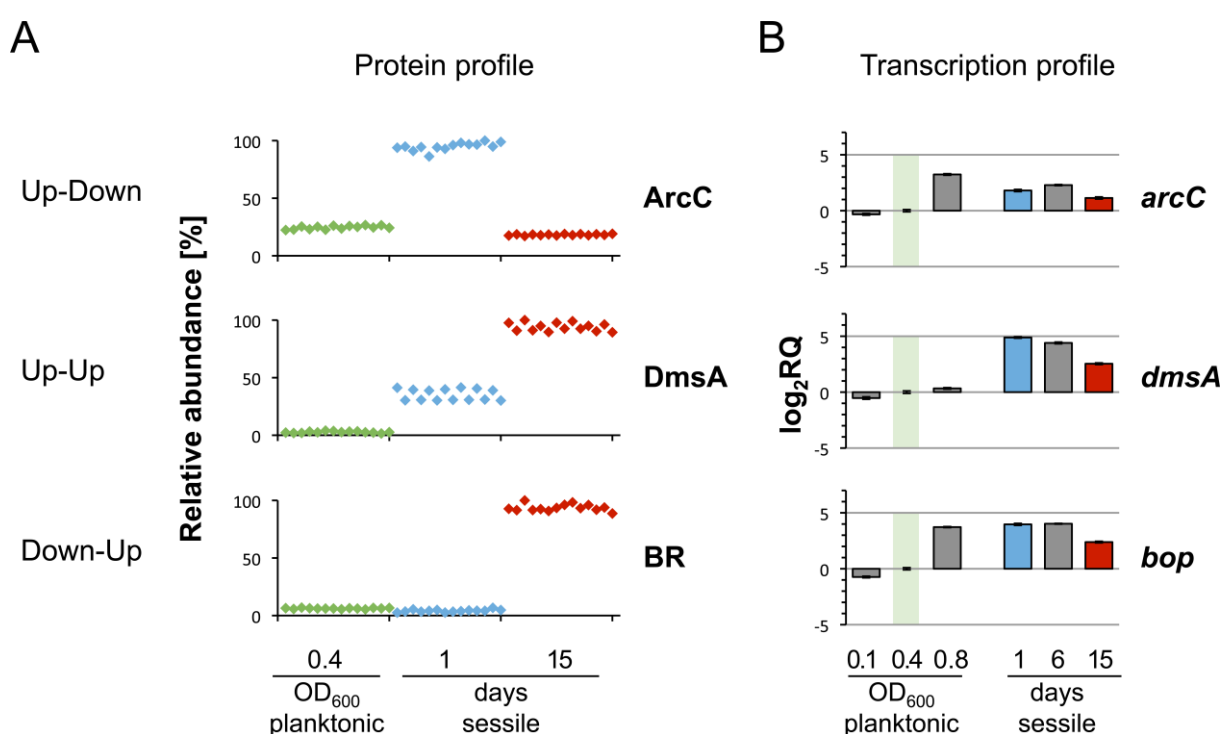 A
Protein profile
Up-Down
Up-Up
Down-Up
Relative abundance [%]
100
50
0
ArcC
100
50
0
DmsA
100
50
0
BR
0.4 1 15
OD600 days
planktonic sessile
B
Transcription profile
log2RQ
5
0
-5
arcC
5
0
-5
dmsA
5
0
-5
bop
0.1 0.4 0.8 1 6 15
OD600 days
planktonic sessile